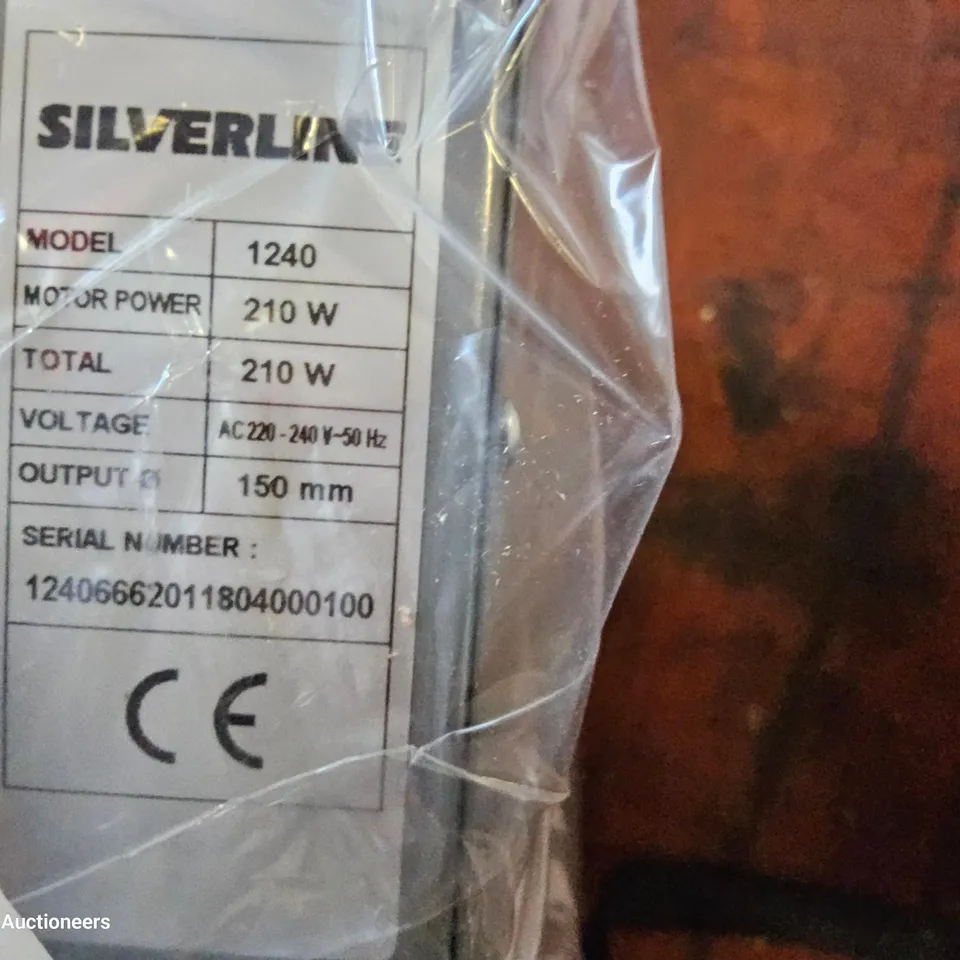 SILVERLINE
MODEL 1240
MOTOR POWER 210 W
TOTAL 210 W
VOLTAGE AC 220 - 240 V~50 Hz
OUTPUT Ø 150 mm
SERIAL NUMBER :
12406662011804000100
CE
Auctioneers